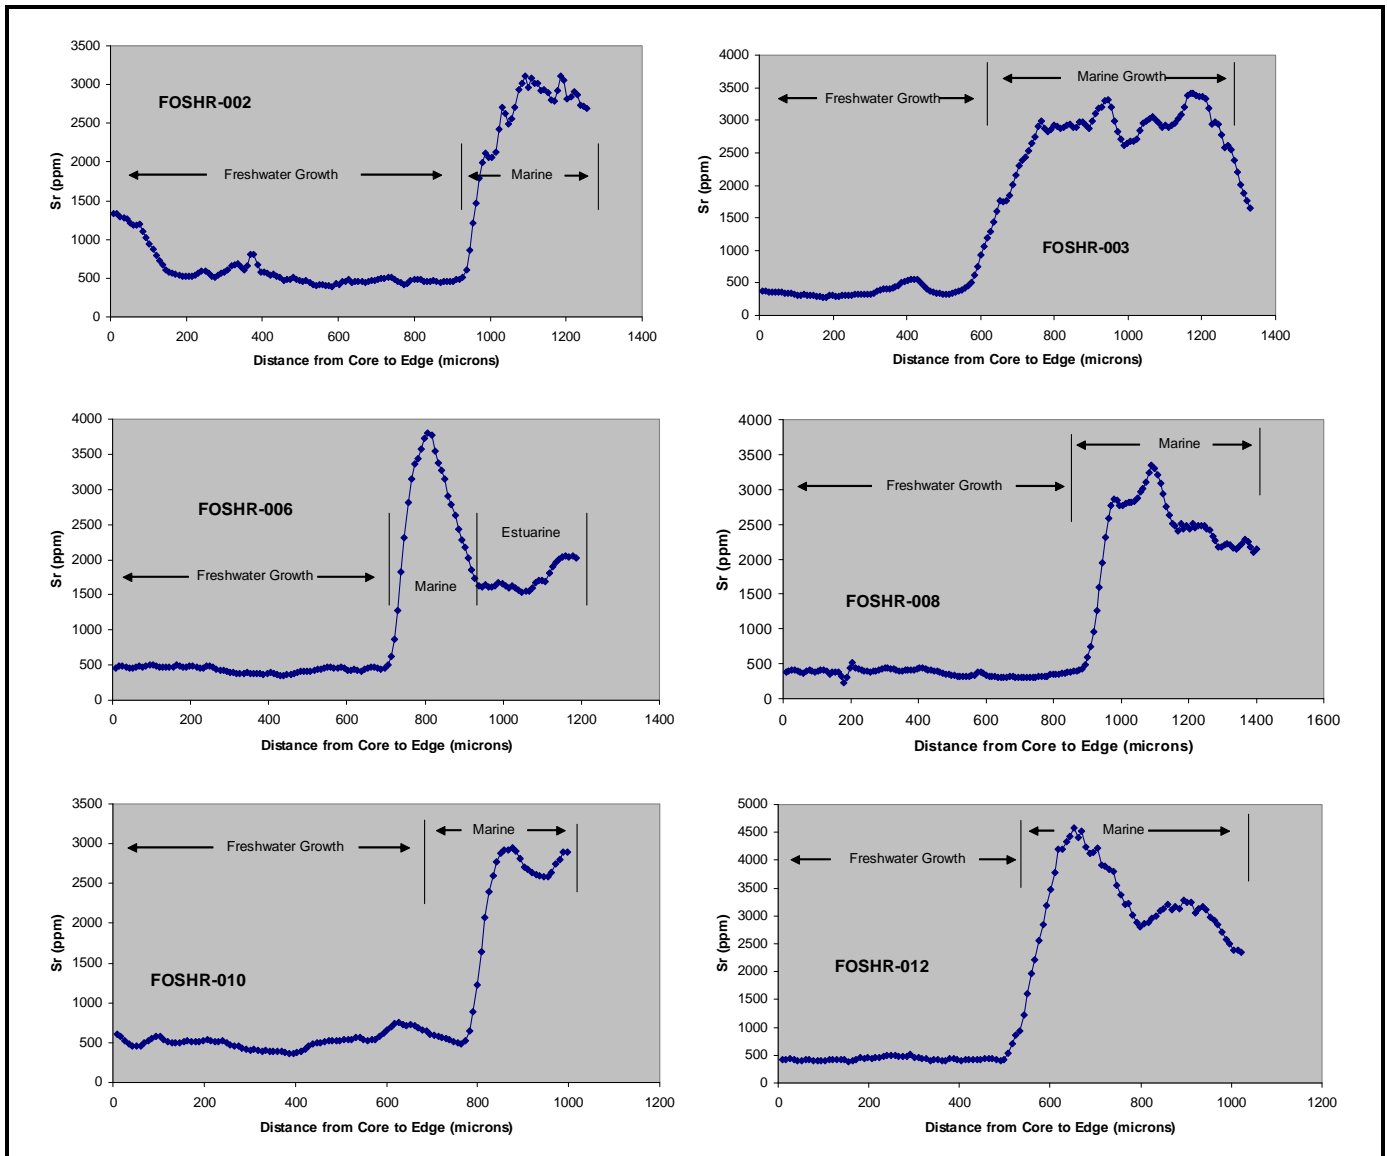 3500
3000
2500
2000
1500
1000
500
0
Sr (ppm)
FOSHR-002
Freshwater Growth
Marine
0 200 400 600 800 1000 1200 1400
Distance from Core to Edge (microns)
4000
3500
3000
2500
2000
1500
1000
500
0
Sr (ppm)
Marine Growth
Freshwater Growth
FOSHR-003
0 200 400 600 800 1000 1200 1400
Distance from Core to Edge (microns)
4000
3500
3000
2500
2000
1500
1000
500
0
Sr (ppm)
FOSHR-006
Estuarine
Freshwater Growth
Marine
0 200 400 600 800 1000 1200 1400
Distance from Core to Edge (microns)
4000
3500
3000
2500
2000
1500
1000
500
0
Sr (ppm)
Marine
Freshwater Growth
FOSHR-008
0 200 400 600 800 1000 1200 1400 1600
Distance from Core to Edge (microns)
3500
3000
2500
2000
1500
1000
500
0
Sr (ppm)
Marine
Freshwater Growth
FOSHR-010
0 200 400 600 800 1000 1200
Distance from Core to Edge (microns)
5000
4500
4000
3500
3000
2500
2000
1500
1000
500
0
Sr (ppm)
Marine
Freshwater Growth
FOSHR-012
0 200 400 600 800 1000 1200
Distance from Core to Edge (microns)